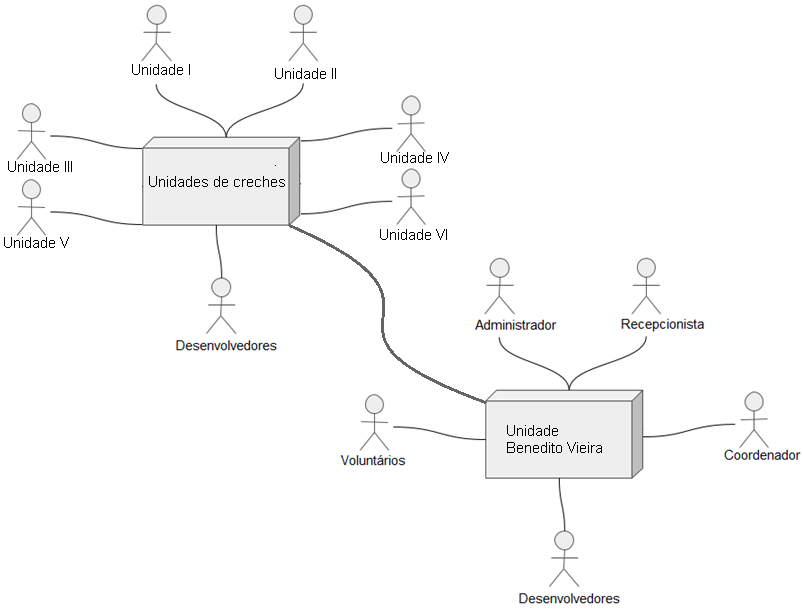 Unidade I
Unidade II
Unidade III
Unidade IV
Unidades de creches
Unidade V
Unidade VI
Desenvolvedores
Administrador
Recepcionista
Unidade
Benedito Vieira
Voluntários
Coordenador
Desenvolvedores